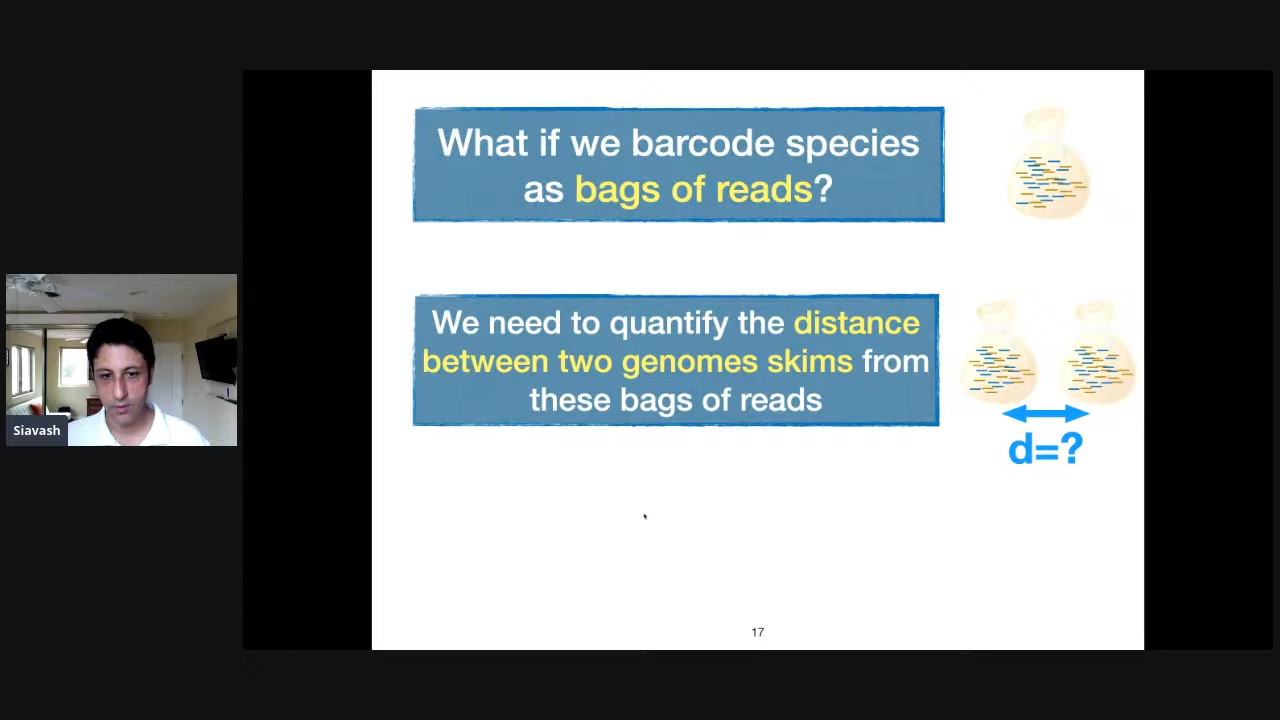 What if we barcode species
as bags of reads?
We need to quantify the distance
between two genomes skims from
these bags of reads
d=?
Siavash
17